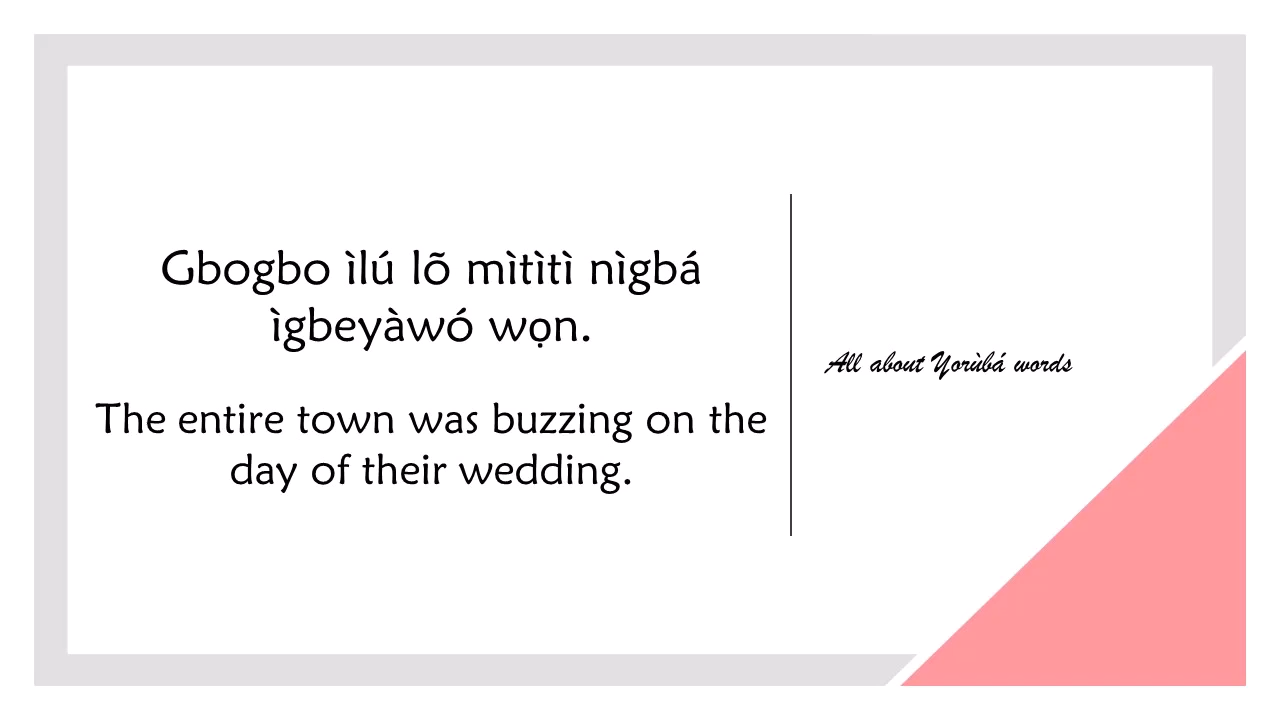 Gbogbo ìlú lõ mìtìtì nìgbá
ìgbeyàwó wọn.
The entire town was buzzing on the
day of their wedding.
All about Yorùbá words